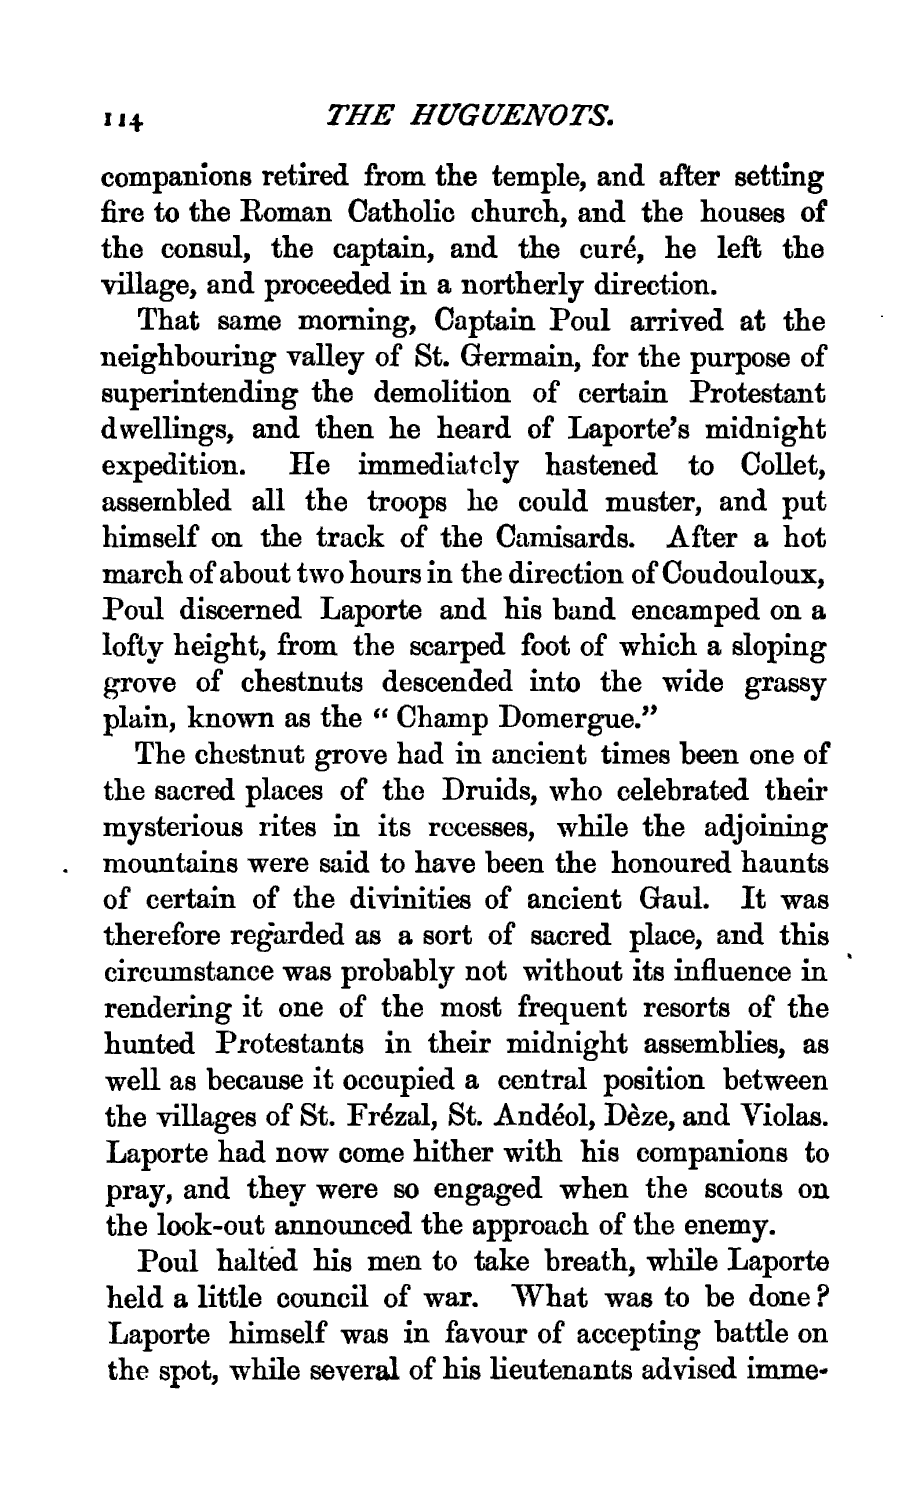 114 THE HUGUENOTS.
companions retired from the temple, and after setting
fire to the Roman Catholic church, and the houses of
the consul, the captain, and the curé, he left the
village, and proceeded in a northerly direction.
That same morning, Captain Poul arrived at the
neighbouring valley of St. Germain, for the purpose of
superintending the demolition of certain Protestant
dwellings, and then he heard of Laporte's midnight
expedition. He immediately hastened to Collet,
assembled all the troops he could muster, and put
himself on the track of the Camisards. After a hot
march of about two hours in the direction of Coudouloux,
Poul discerned Laporte and his band encamped on a
lofty height, from the scarped foot of which a sloping
grove of chestnuts descended into the wide grassy
plain, known as the “ Champ Domergue.”
The chestnut grove had in ancient times been one of
the sacred places of the Druids, who celebrated their
mysterious rites in its recesses, while the adjoining
mountains were said to have been the honoured haunts
of certain of the divinities of ancient Gaul. It was
therefore regarded as a sort of sacred place, and this
circumstance was probably not without its influence in
rendering it one of the most frequent resorts of the
hunted Protestants in their midnight assemblies, as
well as because it occupied a central position between
the villages of St. Frézal, St. Andéol, Dèze, and Violas.
Laporte had now come hither with his companions to
pray, and they were so engaged when the scouts on
the look-out announced the approach of the enemy.
Poul halted his men to take breath, while Laporte
held a little council of war. What was to be done?
Laporte himself was in favour of accepting battle on
the spot, while several of his lieutenants advised imme-